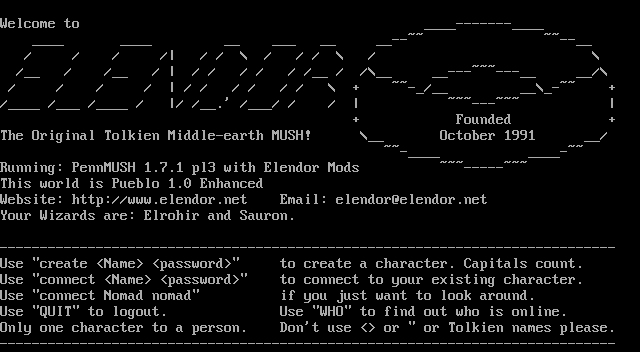 Welcome to
ELENDOR
The Original Tolkien Middle-earth MUSH!
Founded
October 1991
Running: PennMUSH 1.7.1 pl3 with Elendor Mods
This world is Pueblo 1.0 Enhanced
Website: http://www.elendor.net    Email: elendor@elendor.net
Your Wizards are: Elrohir and Sauron.
Use "create <Name> <password>"     to create a character. Capitals count.
Use "connect <Name> <password>"    to connect to your existing character.
Use "connect Nomad nomad"          if you just want to look around.
Use "QUIT" to logout.              Use "WHO" to find out who is online.
Only one character to a person.    Don't use <> or " or Tolkien names please.